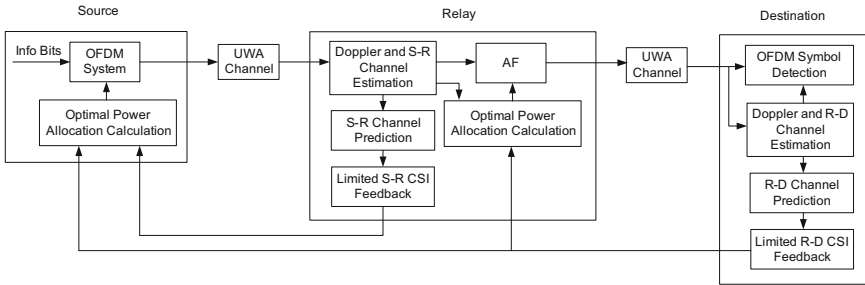 Source
Relay
Destination
Info Bits
OFDM
System
Optimal Power
Allocation Calculation
UWA
Channel
Doppler and S-R
Channel
Estimation
AF
S-R Channel
Prediction
Optimal Power
Allocation Calculation
Limited S-R CSI
Feedback
UWA
Channel
OFDM Symbol
Detection
Doppler and R-D
Channel
Estimation
R-D Channel
Prediction
Limited R-D CSI
Feedback